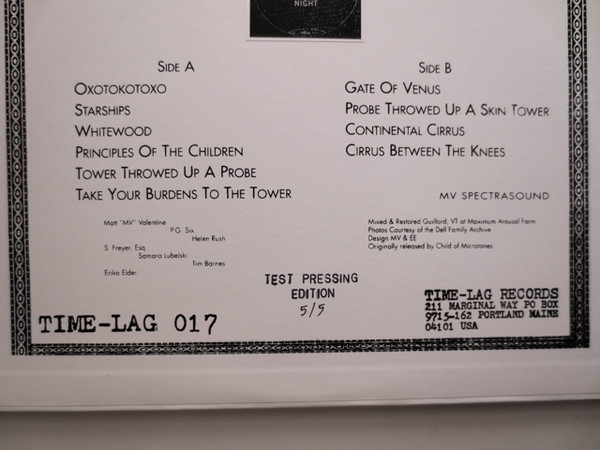 NIGHT
SIDE A
OXOTOKOTOXO
STARSHIPS
WHITEWOOD
PRINCIPLES OF THE CHILDREN
TOWER THROWED UP A PROBE
TAKE YOUR BURDENS TO THE TOWER
SIDE B
GATE OF VENUS
PROBE THROWED UP A SKIN TOWER
CONTINENTAL CIRRUS
CIRRUS BETWEEN THE KNEES
MV SPECTRASOUND
Matt "MV" Valentine
P.G. Six
Helen Rush
S. Freyer, Esq
Samara Lubelski
Tim Barnes
Erika Elder
Mixed & Restored Guilford, VT at Maximum Arousal Farm
Photos Courtesy of the Dell Family Archive
Design MV & EE
Originally released by Child of Microtones
TEST PRESSING
EDITION
5/5
TIME-LAG 017
TIME-LAG RECORDS
211 MARGINAL WAY PO BOX
9715-162 PORTLAND MAINE
04101 USA